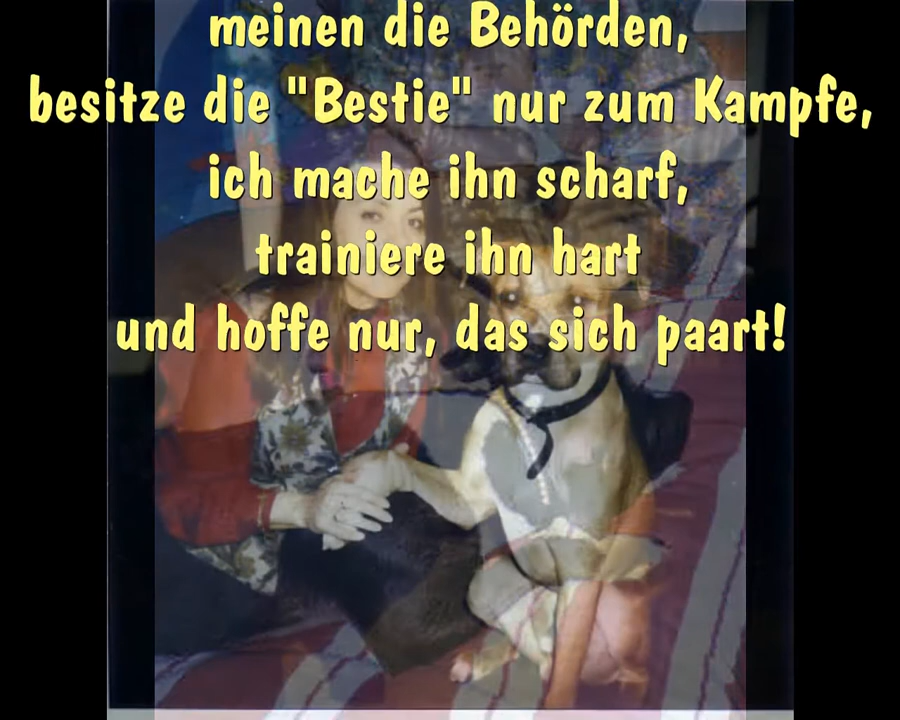 meinen die Behörden,
besitze die "Bestie" nur zum Kampfe,
ich mache ihn scharf,
trainiere ihn hart
und hoffe nur, das sich paart!